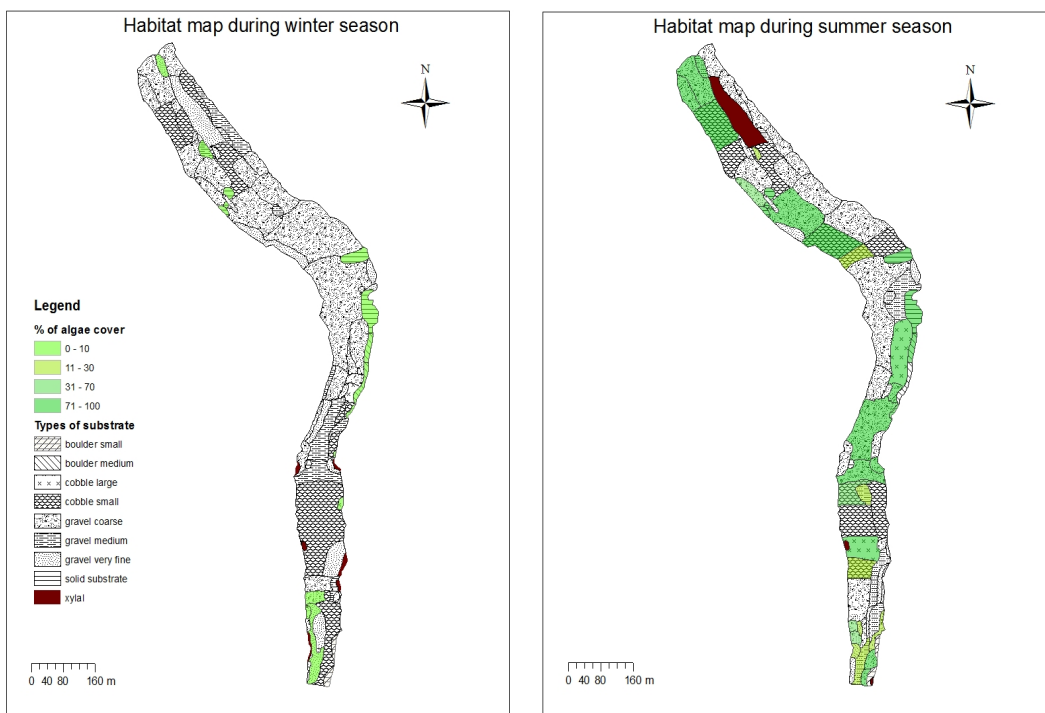 Habitat map during winter season
N
Legend
% of algae cover
0 - 10
11 - 30
31 - 70
71 - 100
Types of substrate
boulder small
boulder medium
cobble large
cobble small
gravel coarse
gravel medium
gravel very fine
solid substrate
xylal
0 40 80 160 m
Habitat map during summer season
N
0 40 80 160 m